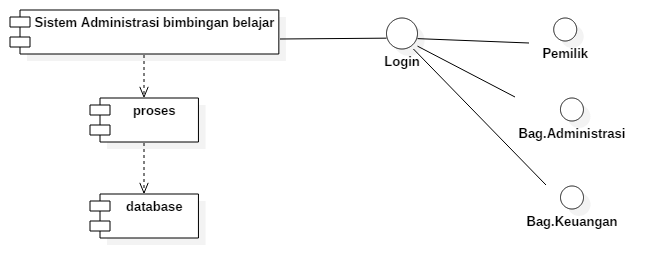 Sistem Administrasi bimbingan belajar
Login
Pemilik
proses
Bag.Administrasi
database
Bag.Keuangan